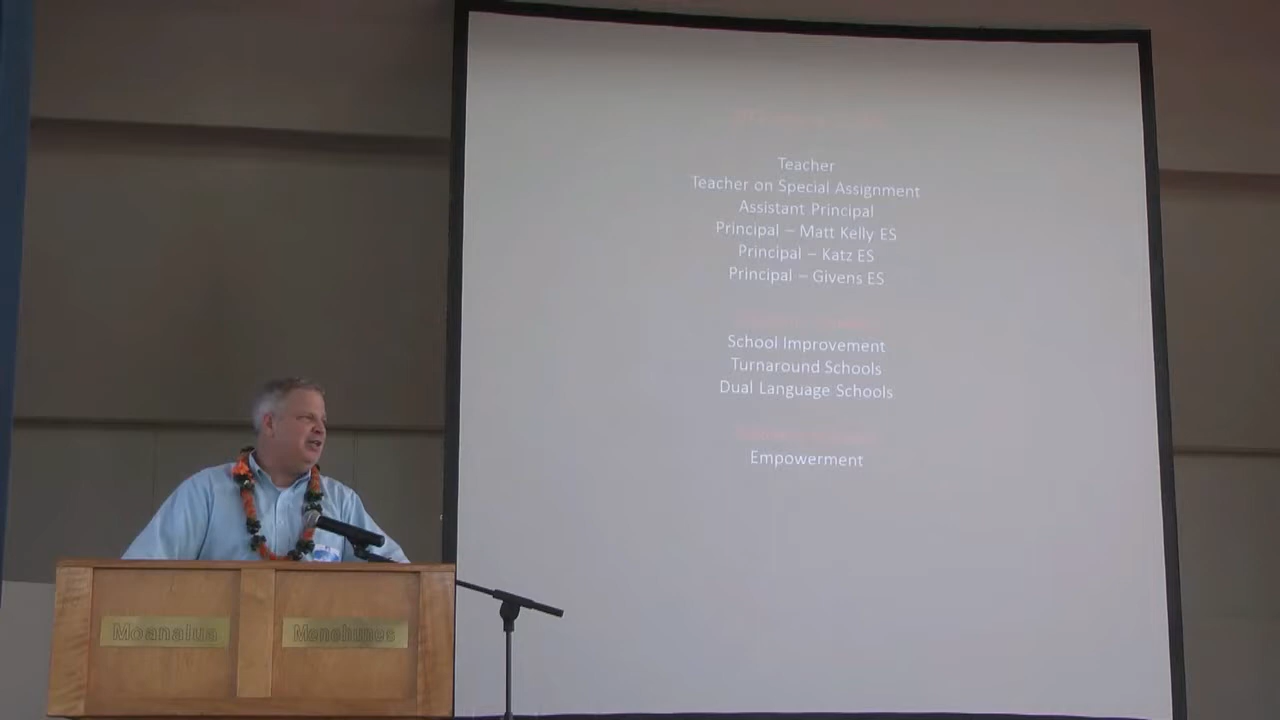 Teacher
Teacher on Special Assignment
Assistant Principal
Principal – Matt Kelly ES
Principal – Katz ES
Principal – Givens ES
School Improvement
Turnaround Schools
Dual Language Schools
Empowerment
Moanalua
Menehunes